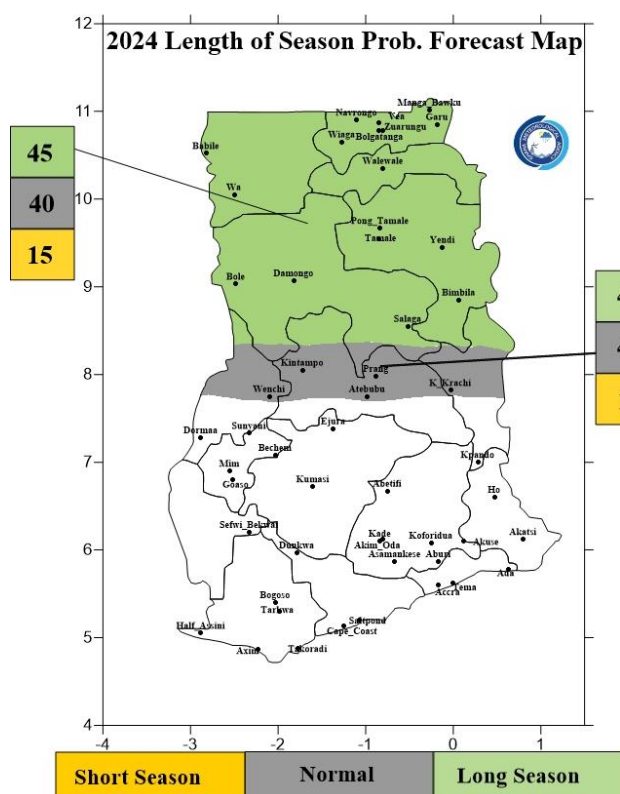 2024 Length of Season Prob. Forecast Map
12
11
10
9
8
7
6
5
4
-4
-3
-2
-1
0
1
45
40
15
4
4
Manga_Bawku
Navrongo
Vea
Garu
Zuarungu
Wiaga
Bolgatanga
Babile
Walewale
Wa
Pong_Tamale
Tamale
Yendi
Bole
Damongo
Bimbila
Salaga
Kintampo
Prang
Wenchi
Atebubu
K_Krachi
Ejura
Dormaa
Sunyani
Bechem
Kpando
Mim
Goaso
Kumasi
Abetifi
Ho
Sefwi_Bekwai
Kade
Koforidua
Akatsi
Akim_Oda
Akuse
Dunkwa
Asamankese
Aburi
Ada
Tema
Accra
Bogoso
Tarkwa
Saltpond
Half_Assini
Cape_Coast
Axim
Takoradi
Short Season
Normal
Long Season